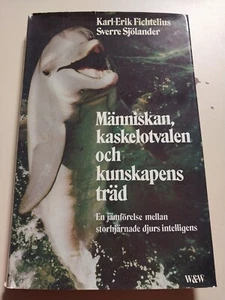 Karl-Erik Fichtelius
Sverre Sjölander
Människan,
kaskelotvalen
och
kunskapens
träd
En jämförelse mellan
storhjärnade djurs intelligens
W&W